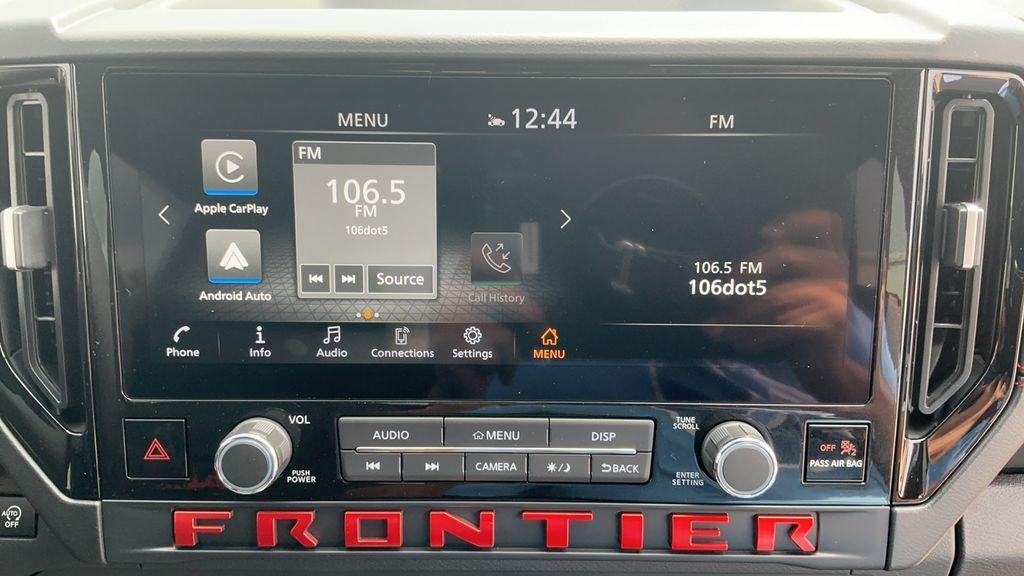 MENU 12:44 FM
Apple CarPlay
Android Auto
FM
106.5
FM
106dot5
Source
Call History
106.5 FM
106dot5
Phone Info Audio Connections Settings MENU
VOL
PUSH
POWER
AUDIO MENU DISP
CAMERA BACK
TUNE
SCROLL
ENTER
SETTING
OFF
PASS AIR BAG
AUTO
OFF
FRONTIER